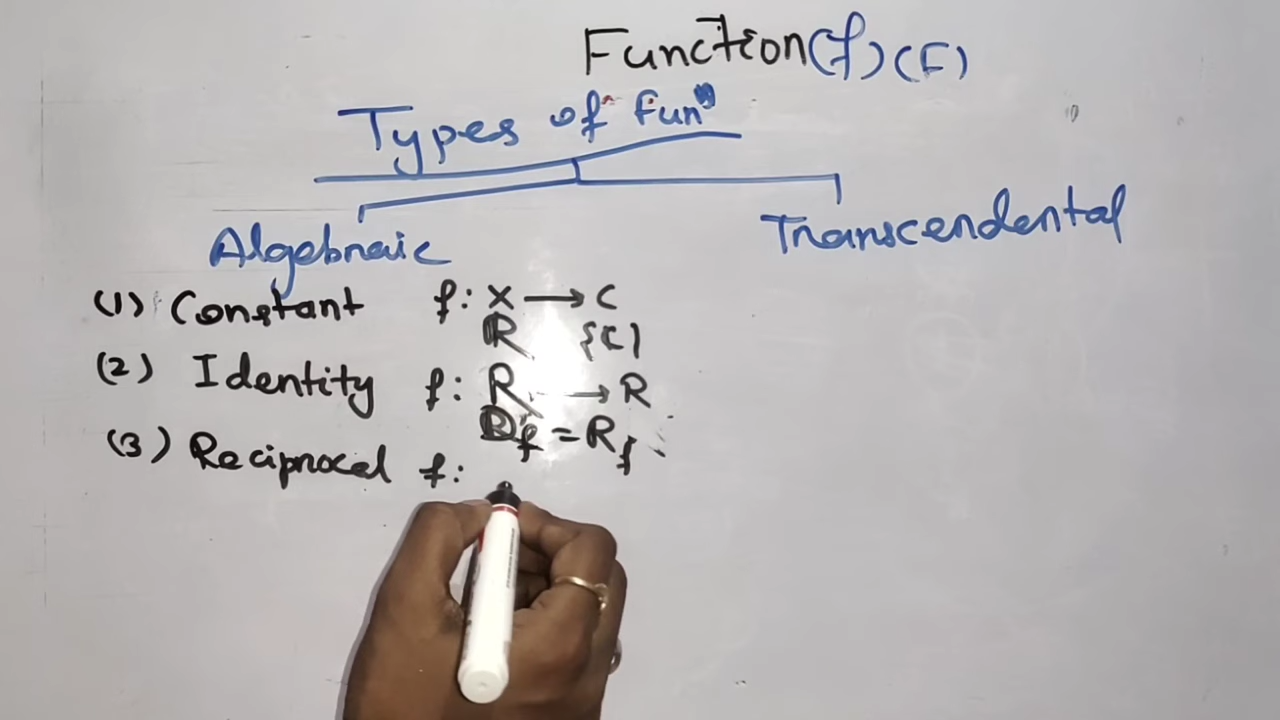 Function(f)(F)
Types of Funⁿ
Algebraic Transcendental
(1) Constant f: X → C
R {C}
(2) Identity f: R → R
Df = Rf
(3) Reciprocal f: